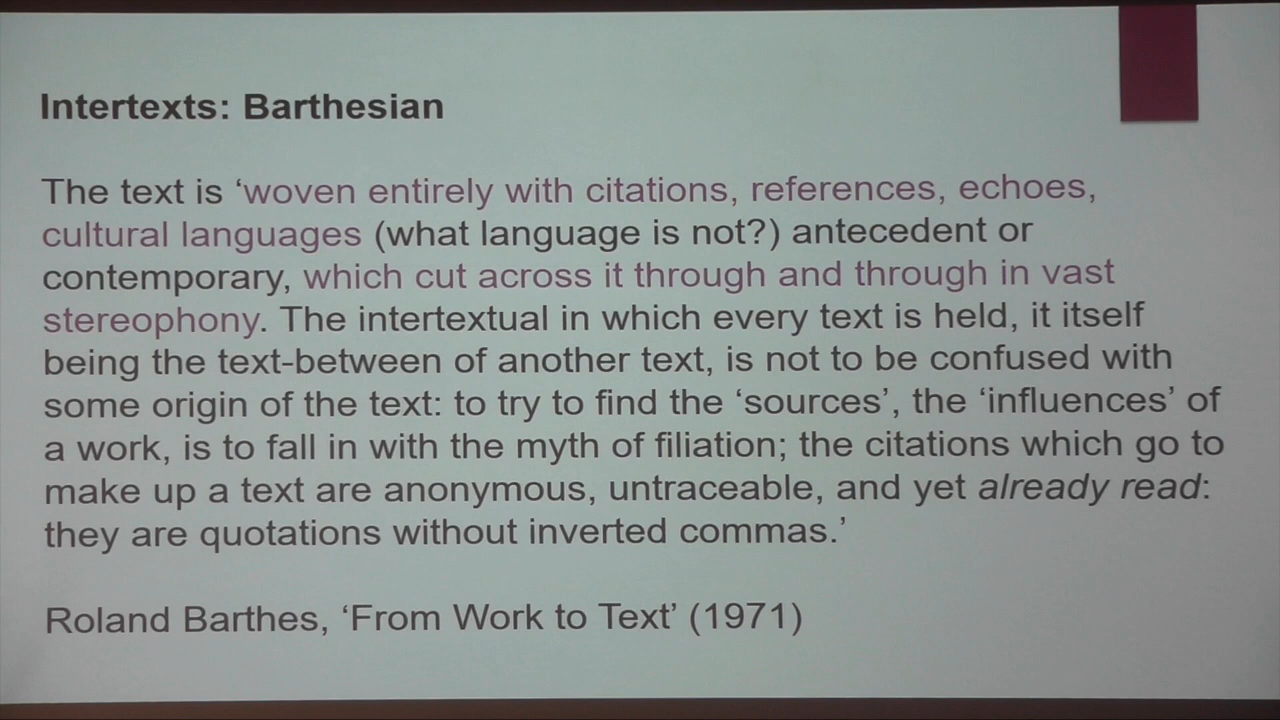 Intertexts: Barthesian
The text is ‘woven entirely with citations, references, echoes,
cultural languages (what language is not?) antecedent or
contemporary, which cut across it through and through in vast
stereophony. The intertextual in which every text is held, it itself
being the text-between of another text, is not to be confused with
some origin of the text: to try to find the ‘sources’, the ‘influences’ of
a work, is to fall in with the myth of filiation; the citations which go to
make up a text are anonymous, untraceable, and yet already read:
they are quotations without inverted commas.’
Roland Barthes, ‘From Work to Text’ (1971)